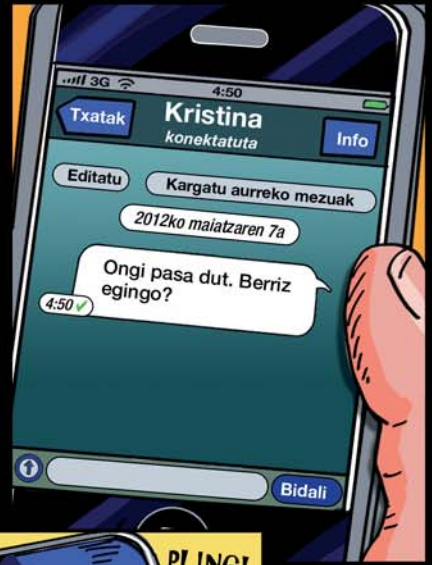 3G 4:50
Txatak Kristina Info
konektatuta
Editatu Kargatu aurreko mezuak
2012ko maiatzaren 7a
Ongi pasa dut. Berriz
egingo?
4:50
Bidali
PLING!